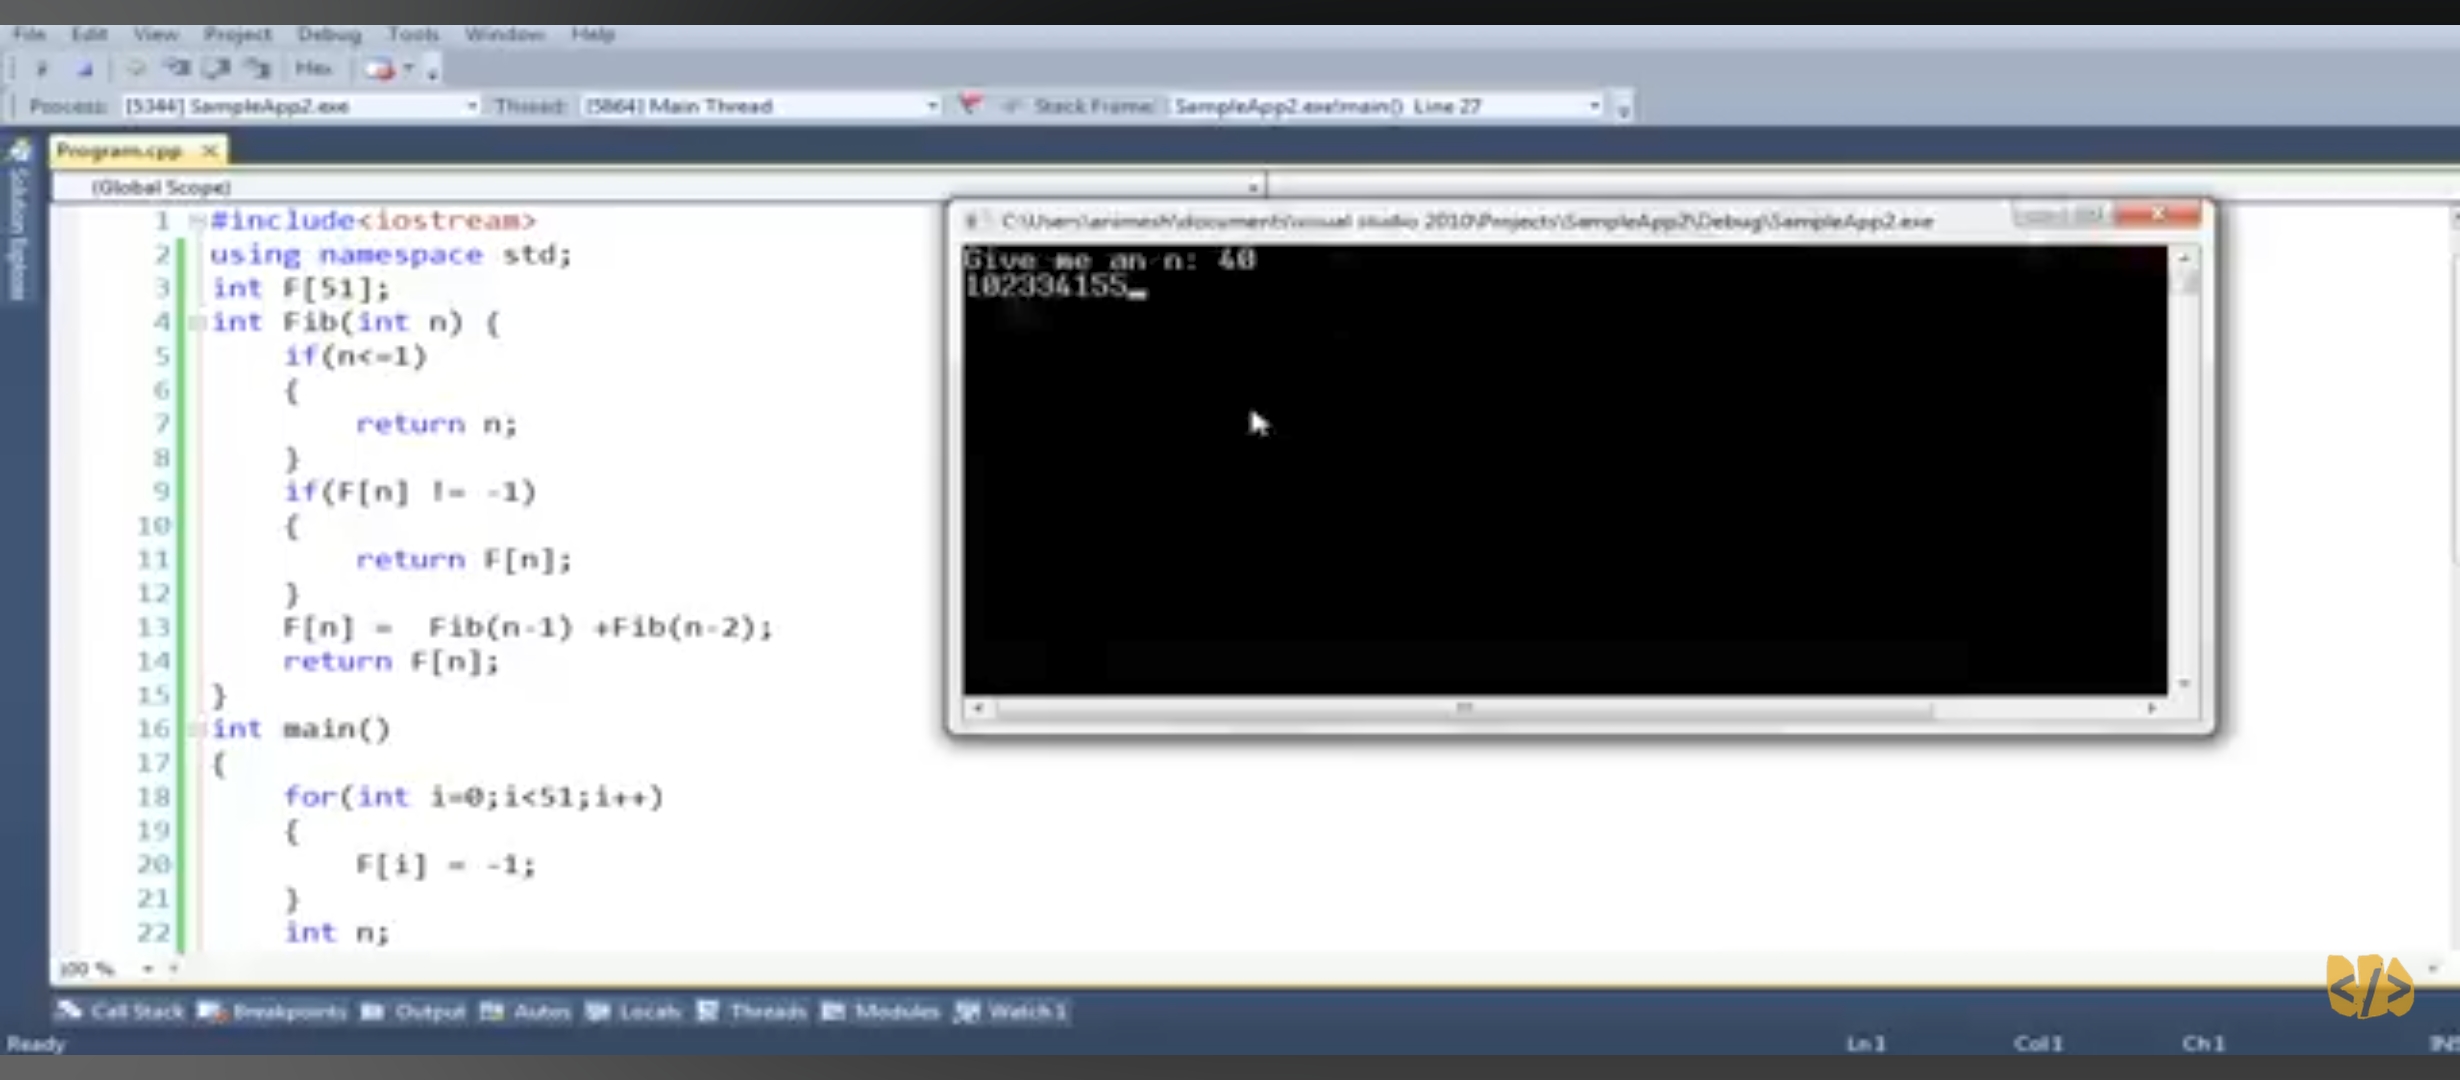 File Edit View Project Debug Tools Window Help
Hex
Process: [5344] SampleApp2.exe Thread: [5864] Main Thread Stack Frame: SampleApp2.exe!main() Line 27
Program.cpp
Solution Explorer
(Global Scope)
1 #include<iostream>
2 using namespace std;
3 int F[51];
4 int Fib(int n) {
5 if(n<=1)
6 {
7 return n;
8 }
9 if(F[n] != -1)
10 {
11 return F[n];
12 }
13 F[n] = Fib(n-1) +Fib(n-2);
14 return F[n];
15 }
16 int main()
17 {
18 for(int i=0;i<51;i++)
19 {
20 F[i] = -1;
21 }
22 int n;
C:\Users\animesh\documents\visual studio 2010\Projects\SampleApp2\Debug\SampleApp2.exe
Give me an n: 40
102334155
100 %
Call Stack Breakpoints Output Autos Locals Threads Modules Watch 1
Ready Ln 1 Col 1 Ch 1 INS